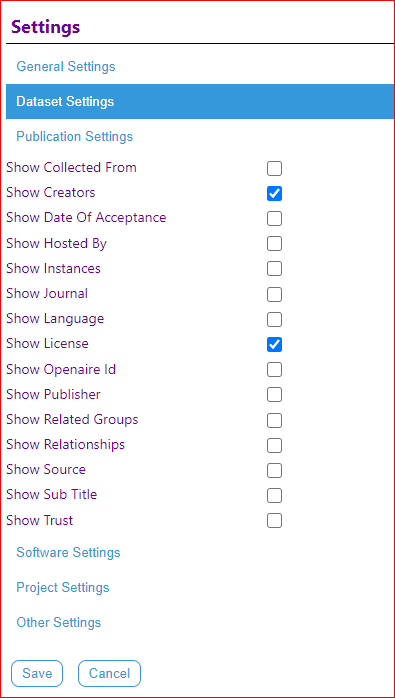 Settings
General Settings
Dataset Settings
Publication Settings
Show Collected From
Show Creators
Show Date Of Acceptance
Show Hosted By
Show Instances
Show Journal
Show Language
Show License
Show Openaire Id
Show Publisher
Show Related Groups
Show Relationships
Show Source
Show Sub Title
Show Trust
Software Settings
Project Settings
Other Settings
Save Cancel